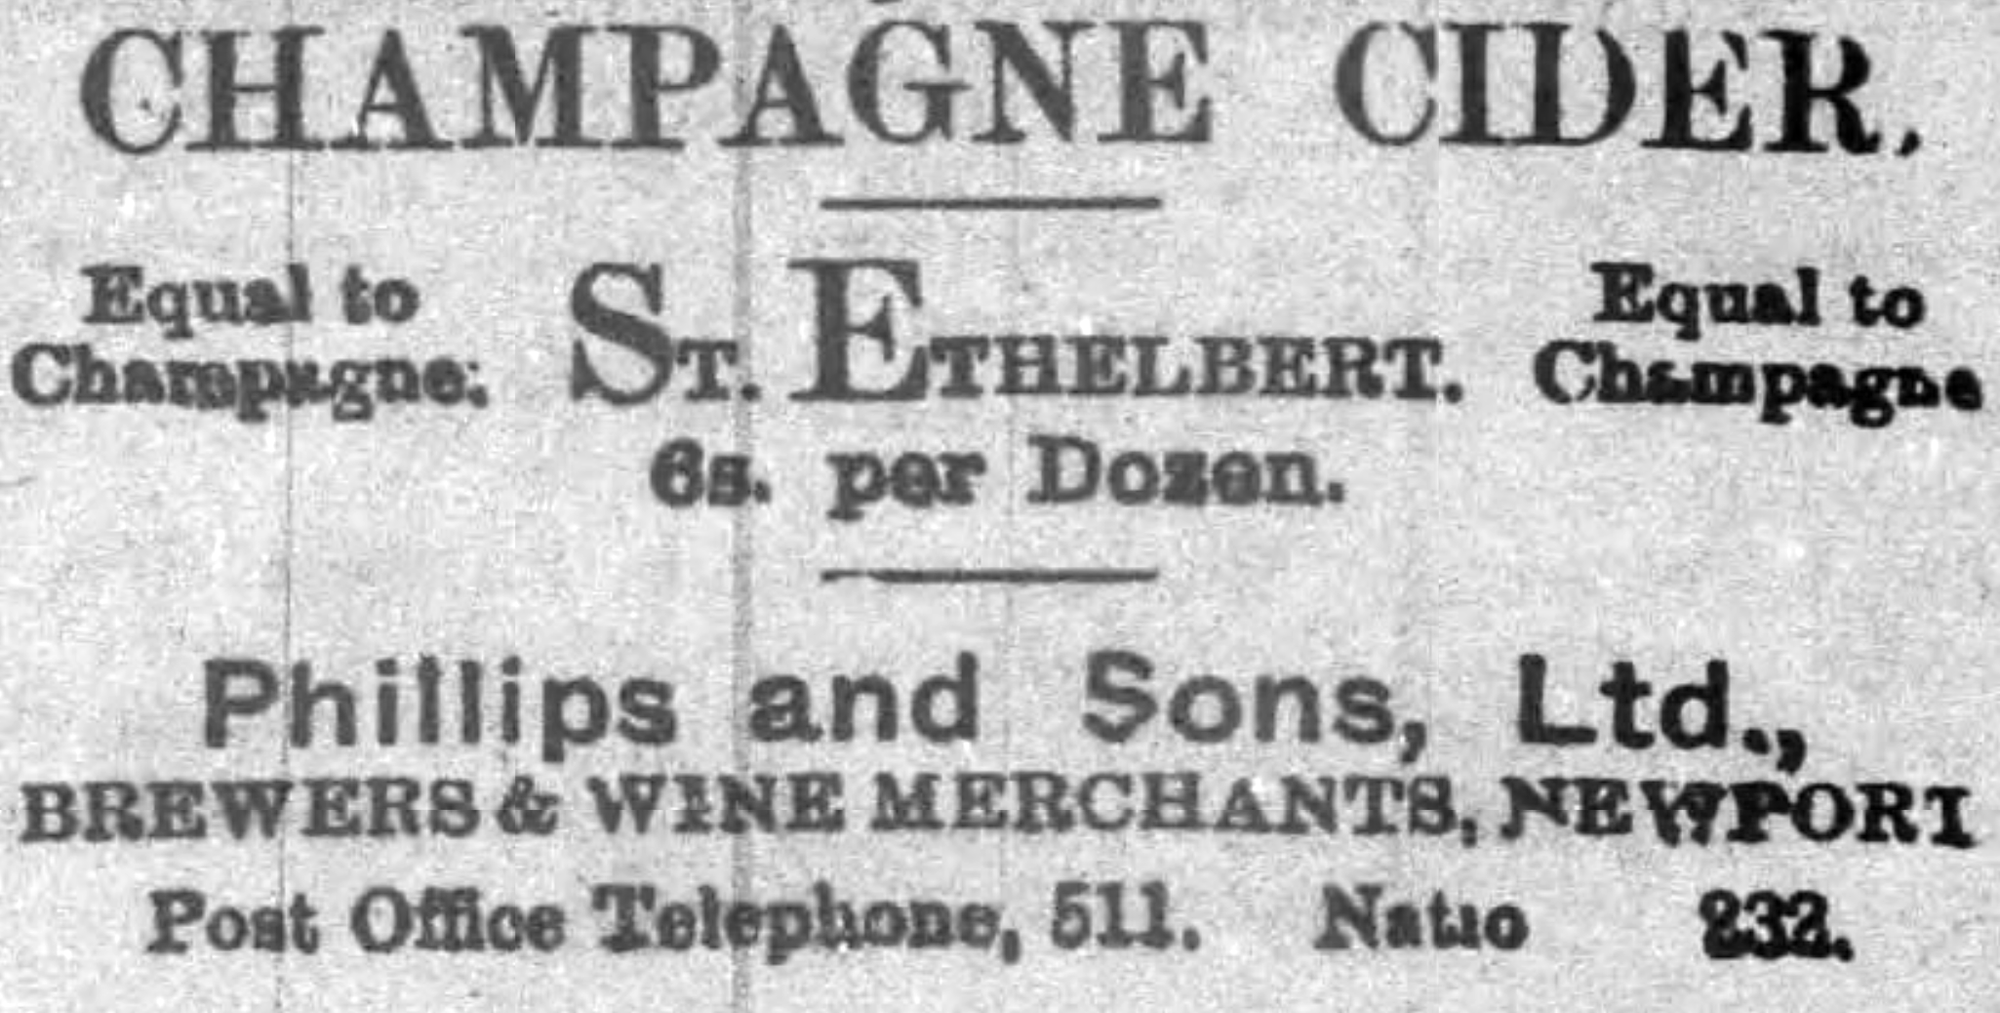 CHAMPAGNE CIDER.
Equal to
Champagne:
ST. ETHELBERT.
Equal to
Champagne
6s. per Dozen.
Phillips and Sons, Ltd.,
BREWERS & WINE MERCHANTS, NEWPORT
Post Office Telephone, 511. Natio